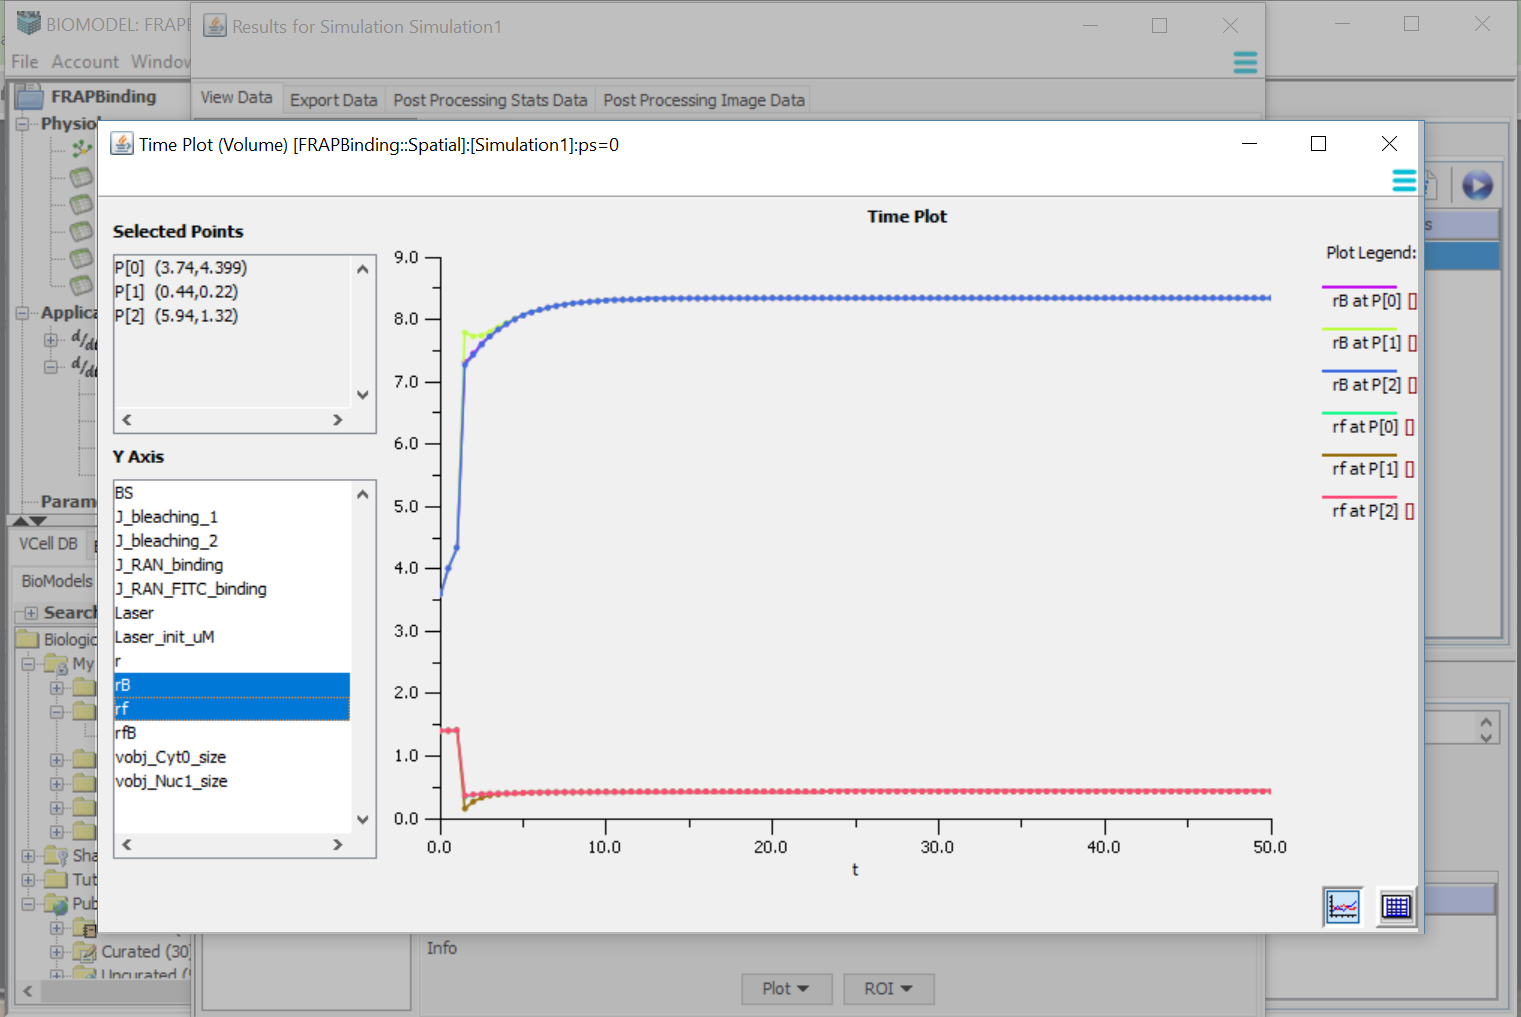 BIOMODEL: FRAPE
Results for Simulation Simulation1
File Account Window
FRAPBinding
View Data Export Data Post Processing Stats Data Post Processing Image Data
Physiol
Time Plot (Volume) [FRAPBinding::Spatial]:[Simulation1]:ps=0
Time Plot
Selected Points
P[0] (3.74,4.399)
P[1] (0.44,0.22)
P[2] (5.94,1.32)
Applica
d/dt
d/dt
Y Axis
BS
J_bleaching_1
J_bleaching_2
J_RAN_binding
J_RAN_FITC_binding
Laser
Laser_init_uM
r
rB
rf
rfB
vobj_Cyt0_size
vobj_Nuc1_size
9.0
8.0
7.0
6.0
5.0
4.0
3.0
2.0
1.0
0.0
0.0 10.0 20.0 30.0 40.0 50.0
t
Plot Legend:
rB at P[0] []
rB at P[1] []
rB at P[2] []
rf at P[0] []
rf at P[1] []
rf at P[2] []
s
Param
VCell DB
BioModels
Search
Biologic
My
Sha
Tut
Pub
Curated (30)
Uncurated (
Info
Plot ROI